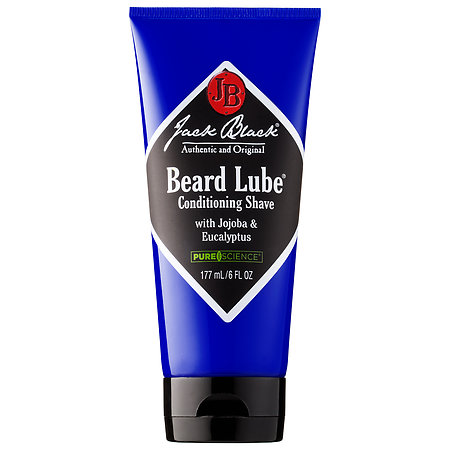 JB
Jack Black®
Authentic and Original
Beard Lube®
Conditioning Shave
with Jojoba &
Eucalyptus
PURE SCIENCE®
177 mL/6 FL OZ